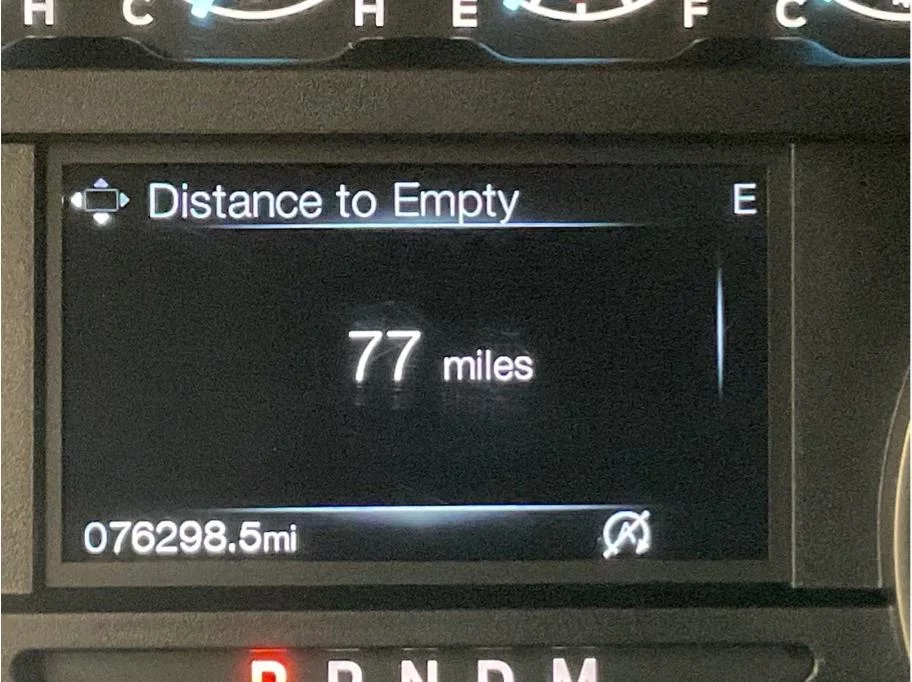 H C H E F C
Distance to Empty E
77 miles
076298.5mi
P R N D M